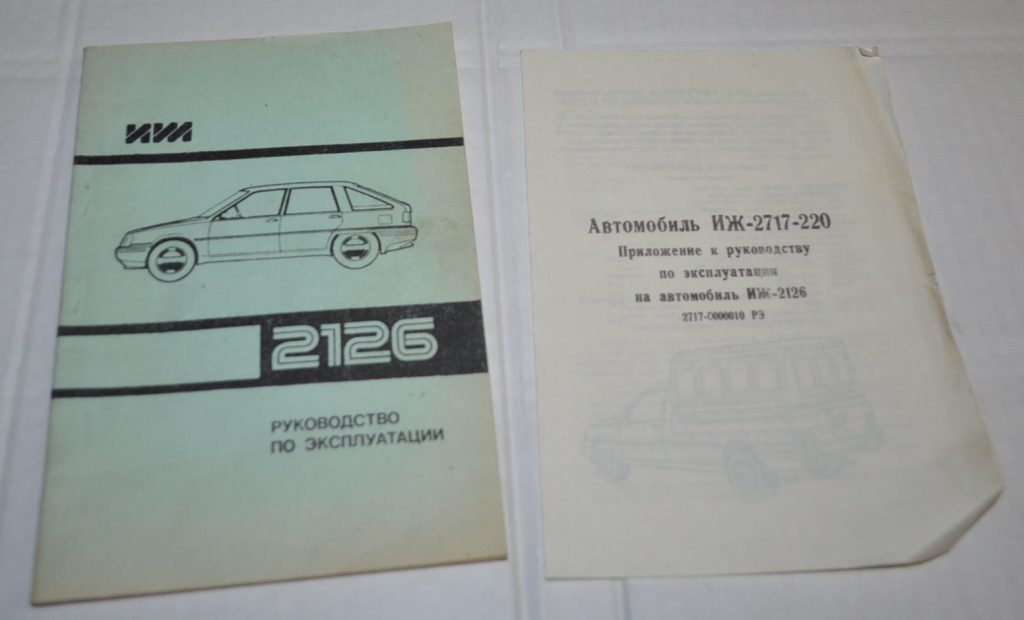 ИЖ
2126
РУКОВОДСТВО
ПО ЭКСПЛУАТАЦИИ
Автомобиль ИЖ-2717-220
Приложение к руководству
по эксплуатации
на автомобиль ИЖ-2126
2717-0000010 РЭ